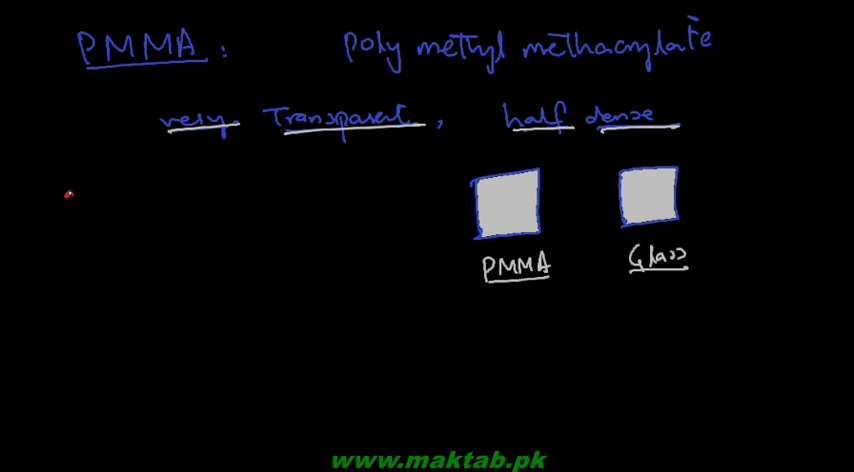 PMMA : Poly methyl methacrylate
very Transparent, half dense
PMMA Glass
www.maktab.pk